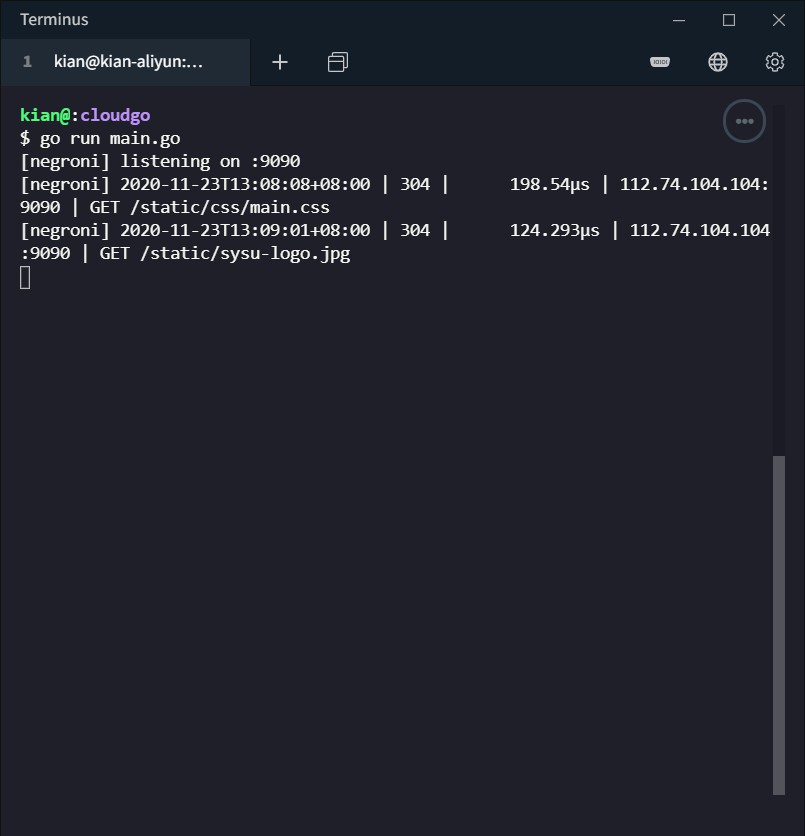 Terminus
1 kian@kian-aliyun:...
kian@:cloudgo
$ go run main.go
[negroni] listening on :9090
[negroni] 2020-11-23T13:08:08+08:00 | 304 |      198.54µs | 112.74.104.104:
9090 | GET /static/css/main.css
[negroni] 2020-11-23T13:09:01+08:00 | 304 |      124.293µs | 112.74.104.104
:9090 | GET /static/sysu-logo.jpg